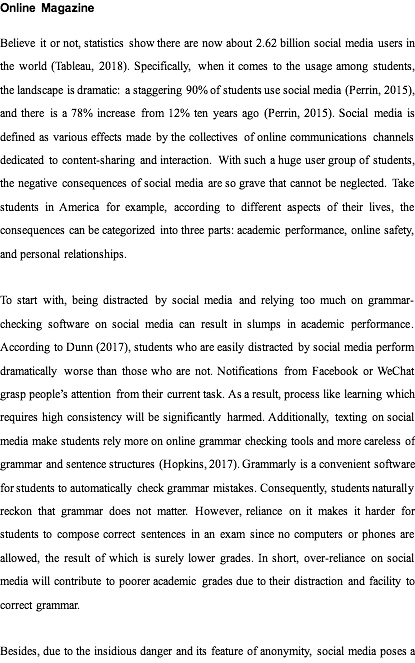 Online Magazine
Believe it or not, statistics show there are now about 2.62 billion social media users in
the world (Tableau, 2018). Specifically, when it comes to the usage among students,
the landscape is dramatic: a staggering 90% of students use social media (Perrin, 2015),
and there is a 78% increase from 12% ten years ago (Perrin, 2015). Social media is
defined as various effects made by the collectives of online communications channels
dedicated to content-sharing and interaction. With such a huge user group of students,
the negative consequences of social media are so grave that cannot be neglected. Take
students in America for example, according to different aspects of their lives, the
consequences can be categorized into three parts: academic performance, online safety,
and personal relationships.
To start with, being distracted by social media and relying too much on grammar-
checking software on social media can result in slumps in academic performance.
According to Dunn (2017), students who are easily distracted by social media perform
dramatically worse than those who are not. Notifications from Facebook or WeChat
grasp people's attention from their current task. As a result, process like learning which
requires high consistency will be significantly harmed. Additionally, texting on social
media make students rely more on online grammar checking tools and more careless of
grammar and sentence structures (Hopkins, 2017). Grammarly is a convenient software
for students to automatically check grammar mistakes. Consequently, students naturally
reckon that grammar does not matter. However, reliance on it makes it harder for
students to compose correct sentences in an exam since no computers or phones are
allowed, the result of which is surely lower grades. In short, over-reliance on social
media will contribute to poorer academic grades due to their distraction and facility to
correct grammar.
Besides, due to the insidious danger and its feature of anonymity, social media poses a